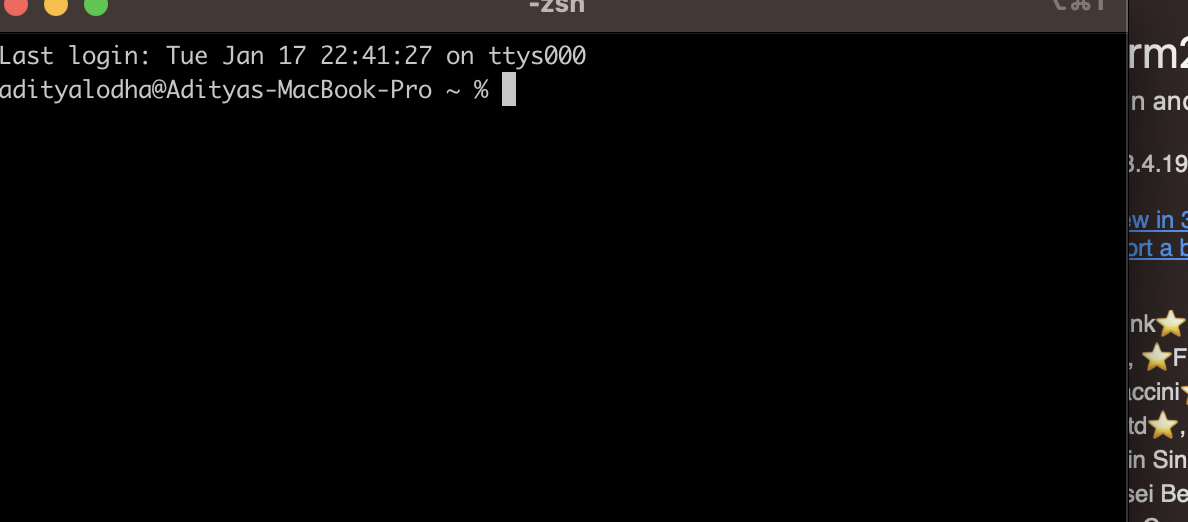 -zsh
⌥⌘1
Last login: Tue Jan 17 22:41:27 on ttys000
adityalodha@Adityas-MacBook-Pro ~ %
rm2
n and
3.4.19
ew in 3
ort a b
nk⭐
, ⭐F
accini⭐
td⭐,
in Sin
sei Be